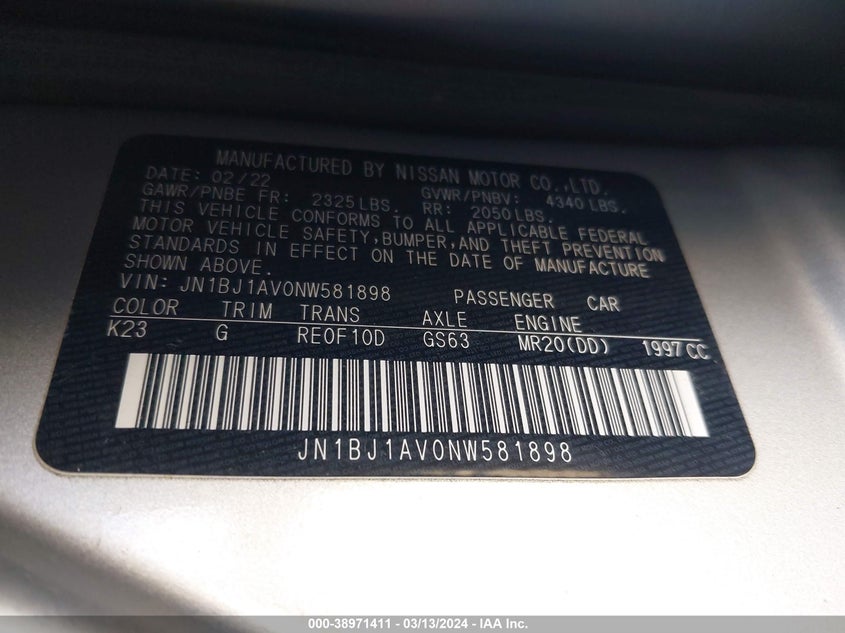 MANUFACTURED BY NISSAN MOTOR CO.,LTD.
DATE: 02/22
GAWR/PNBE FR: 2325LBS. GVWR/PNBV: 4340LBS.
RR: 2050LBS.
THIS VEHICLE CONFORMS TO ALL APPLICABLE FEDERAL
MOTOR VEHICLE SAFETY,BUMPER,AND THEFT PREVENTION
STANDARDS IN EFFECT ON THE DATE OF MANUFACTURE
SHOWN ABOVE.
VIN: JN1BJ1AV0NW581898 PASSENGER CAR
COLOR TRIM TRANS AXLE ENGINE
K23 G RE0F10D GS63 MR20(DD) 1997CC
JN1BJ1AV0NW581898
000-38971411 - 03/13/2024 - IAA Inc.